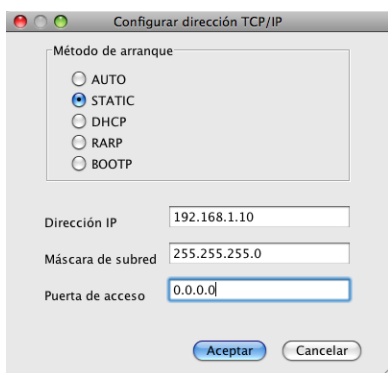 Configurar dirección TCP/IP
Método de arranque
AUTO
STATIC
DHCP
RARP
BOOTP
Dirección IP 192.168.1.10
Máscara de subred 255.255.255.0
Puerta de acceso 0.0.0.0
Aceptar Cancelar